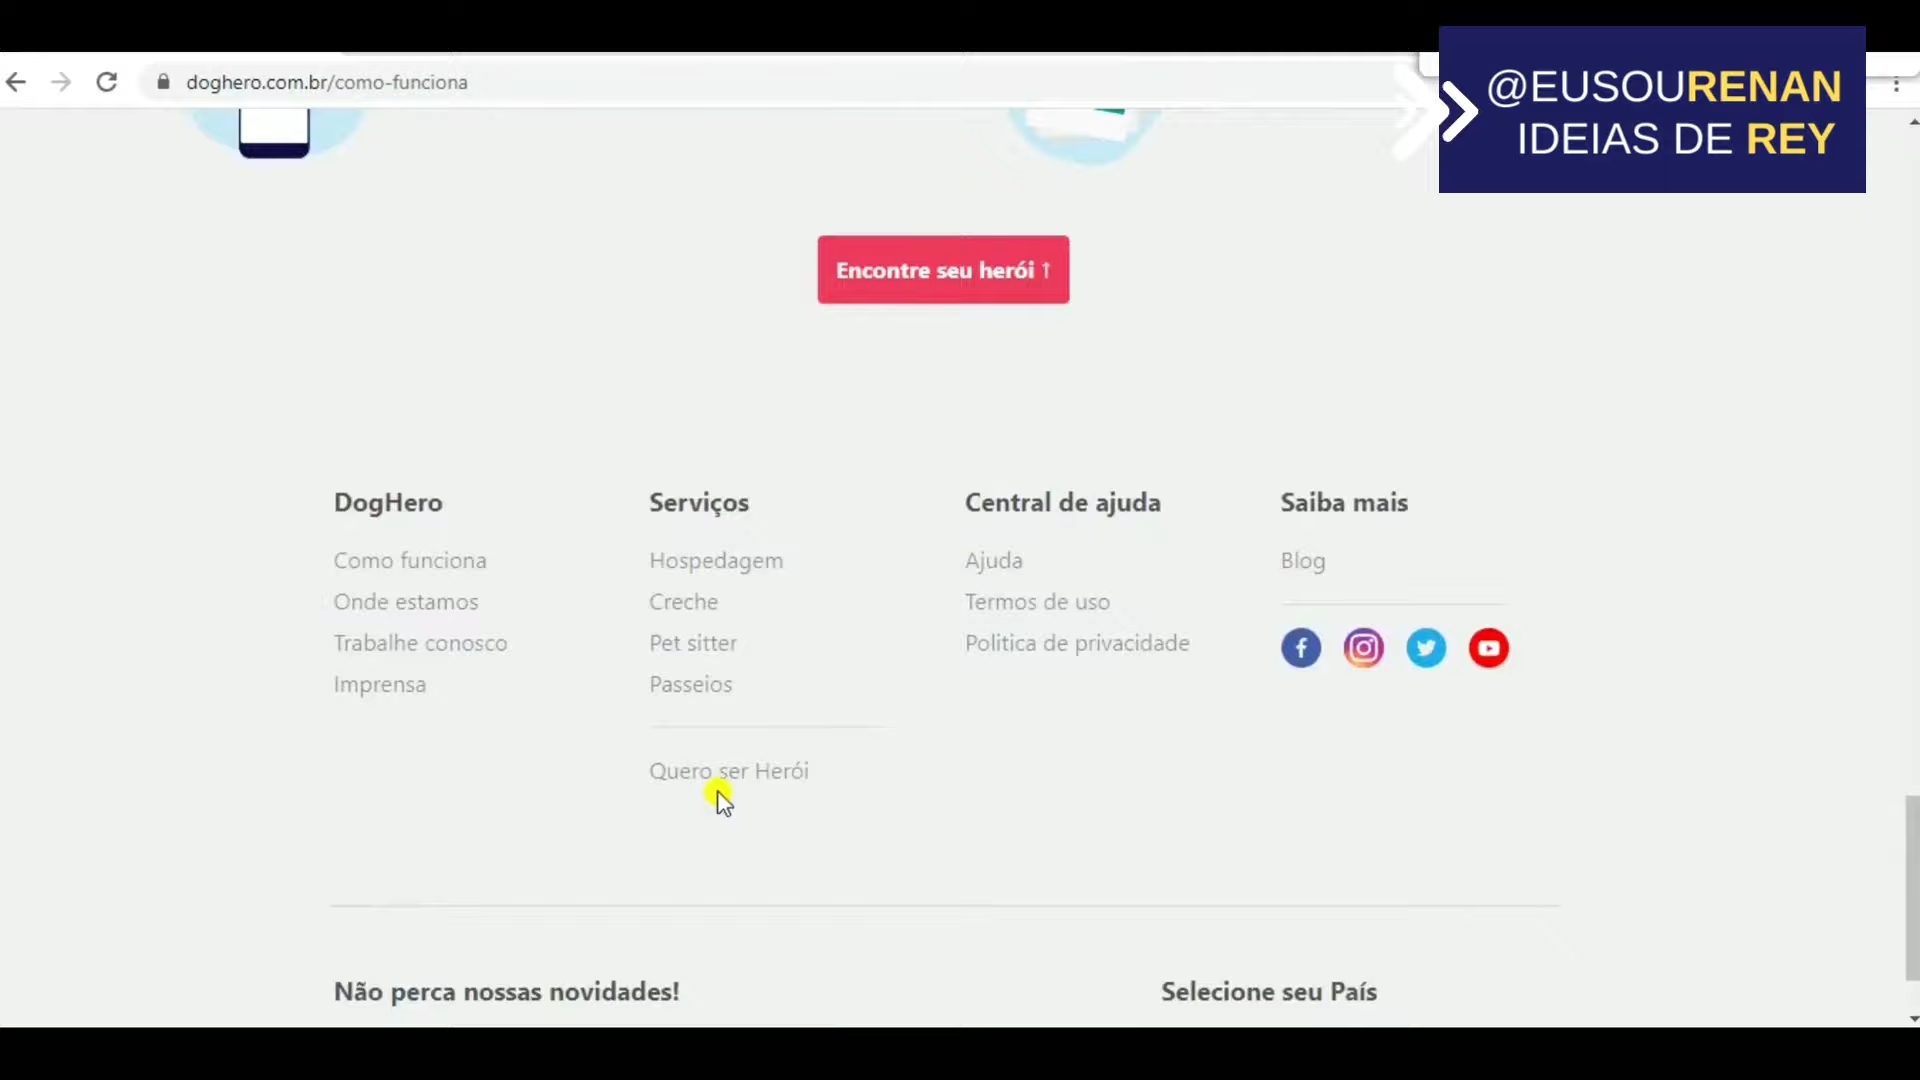 doghero.com.br/como-funciona
@EUSOURENAN
IDEIAS DE REY
Encontre seu herói ↑
DogHero
Como funciona
Onde estamos
Trabalhe conosco
Imprensa
Serviços
Hospedagem
Creche
Pet sitter
Passeios
Quero ser Herói
Central de ajuda
Ajuda
Termos de uso
Politica de privacidade
Saiba mais
Blog
Não perca nossas novidades!
Selecione seu País